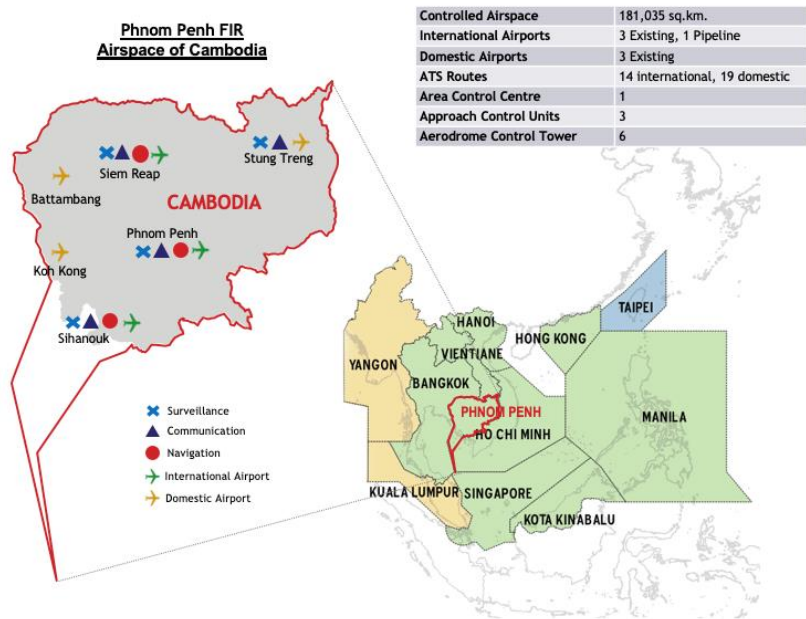 Phnom Penh FIR
Airspace of Cambodia
Controlled Airspace 181,035 sq.km.
International Airports 3 Existing, 1 Pipeline
Domestic Airports 3 Existing
ATS Routes 14 international, 19 domestic
Area Control Centre 1
Approach Control Units 3
Aerodrome Control Tower 6
Siem Reap
Stung Treng
Battambang
CAMBODIA
Phnom Penh
Koh Kong
Sihanouk
Surveillance
Communication
Navigation
International Airport
Domestic Airport
TAIPEI
HANOI
HONG KONG
YANGON
VIENTIANE
BANGKOK
PHNOM PENH
MANILA
HO CHI MINH
KUALA LUMPUR
SINGAPORE
KOTA KINABALU